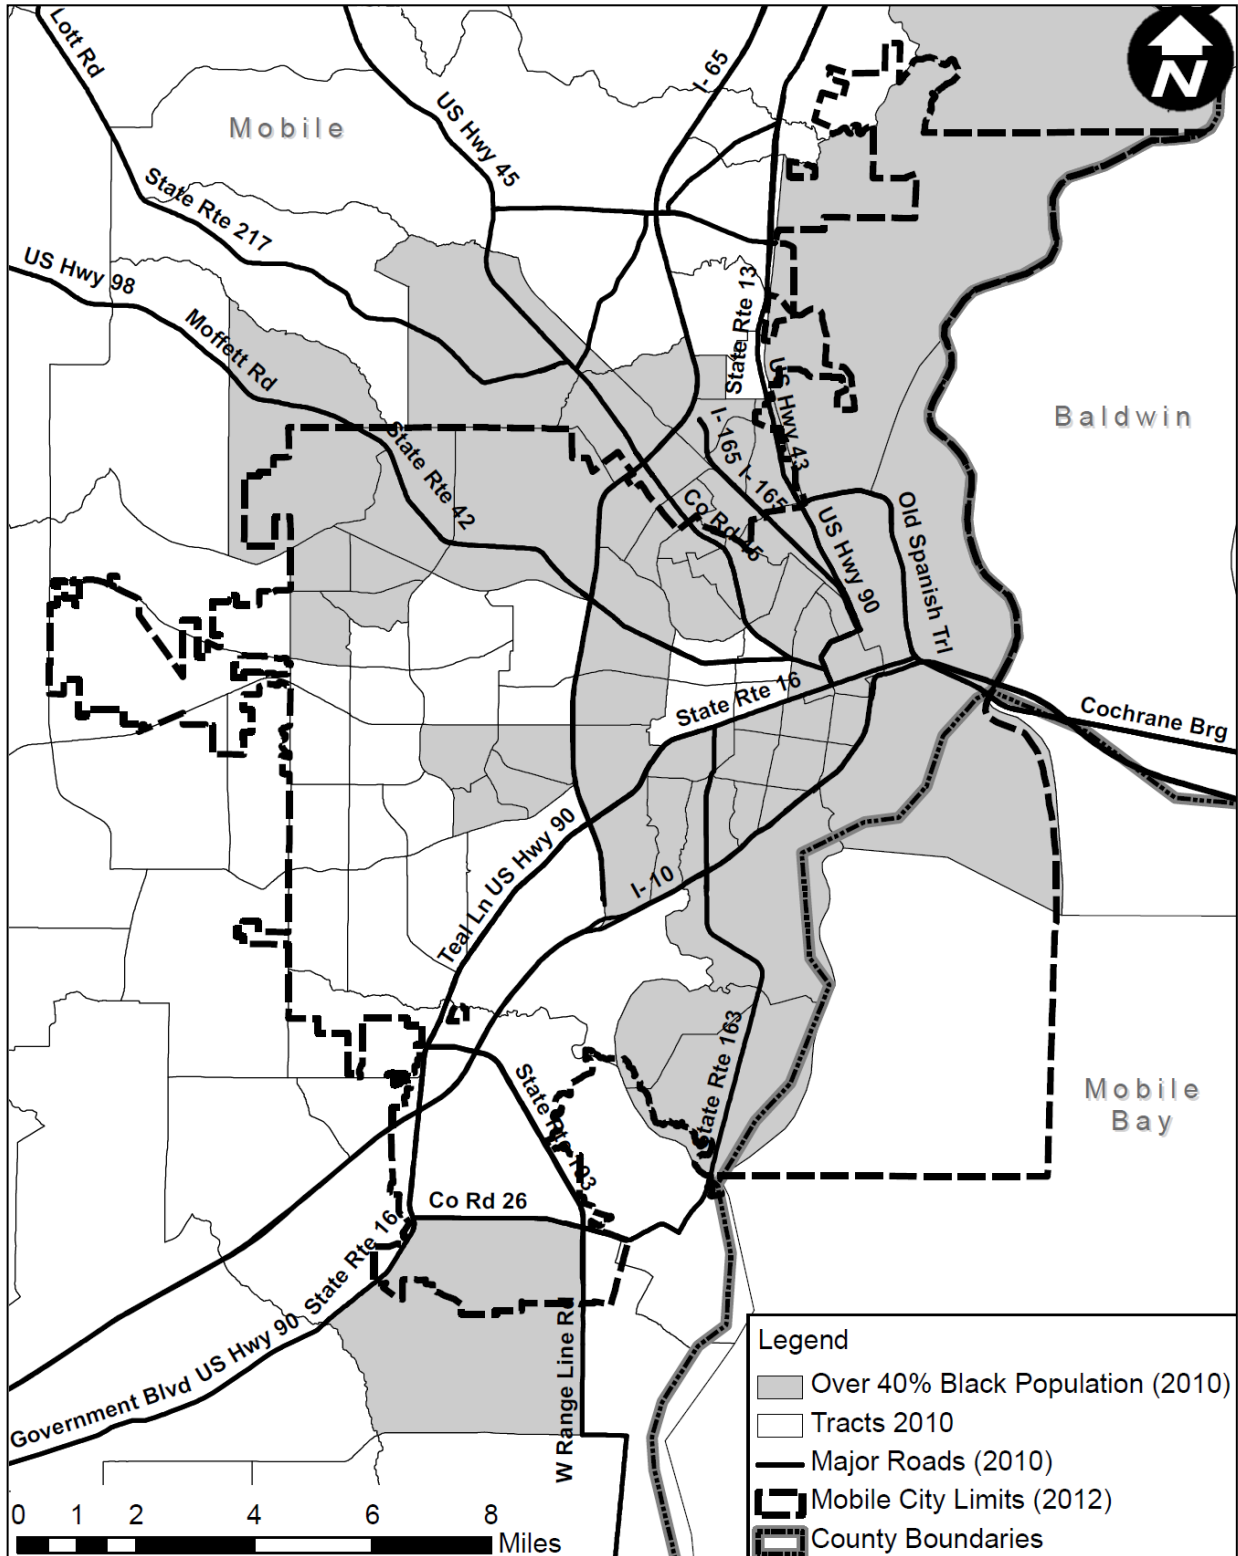 N
Lott Rd
I- 65
US Hwy 45
Mobile
State Rte 217
US Hwy 98
Moffett Rd
State Rte 13
US Hwy 43
Baldwin
State Rte 42
I- 165
I- 165
Co Rd 45
US Hwy 90
Old Spanish Trl
State Rte 16
Cochrane Brg
Teal Ln US Hwy 90
I- 10
State Rte 163
State Rte 193
Mobile
Bay
Co Rd 26
Government Blvd US Hwy 90 State Rte 16
W Range Line Rd
Legend
Over 40% Black Population (2010)
Tracts 2010
Major Roads (2010)
Mobile City Limits (2012)
County Boundaries
0 1 2 4 6 8
Miles